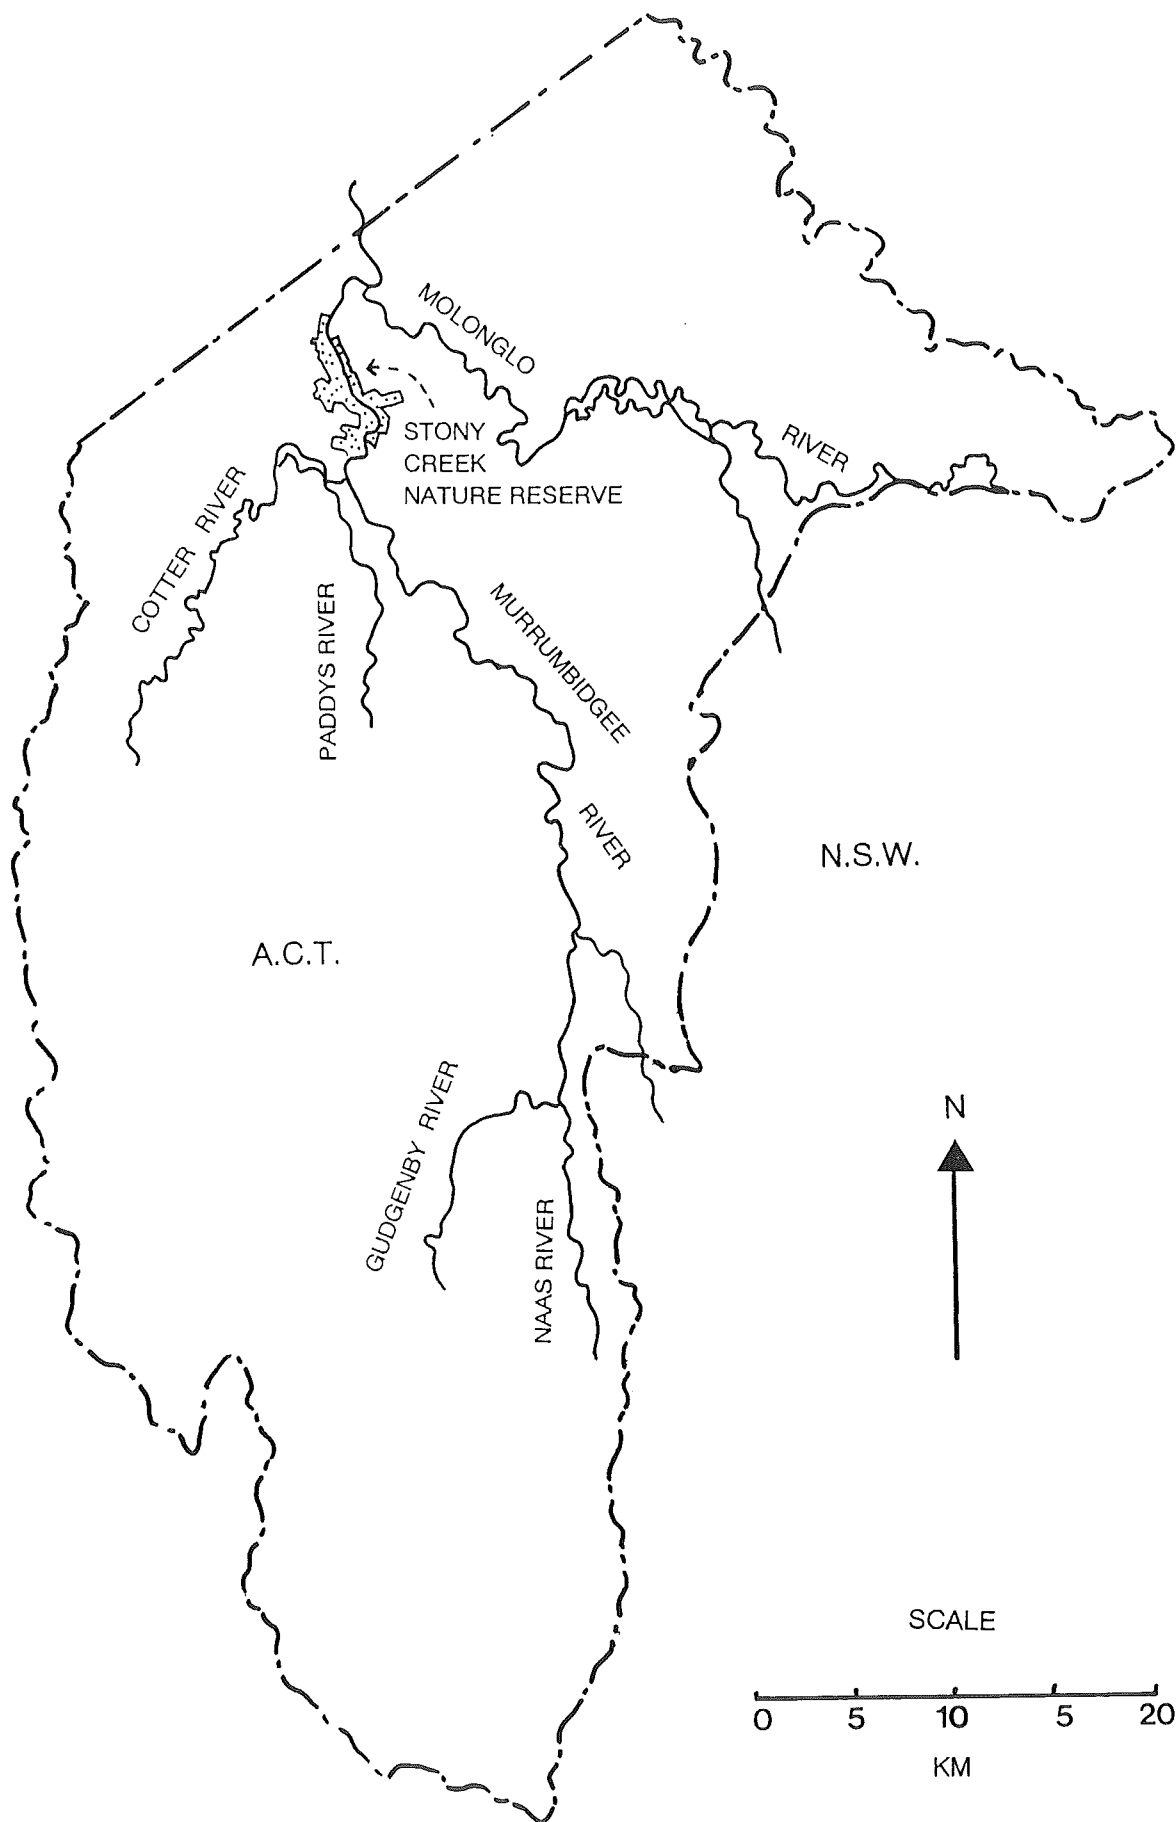 MOLONGLO
RIVER
STONY
CREEK
NATURE RESERVE
COTTER RIVER
PADDYS RIVER
MURRUMBIDGEE
RIVER
N.S.W.
A.C.T.
GUDGENBY RIVER
NAAS RIVER
N
SCALE
0 5 10 5 20
KM